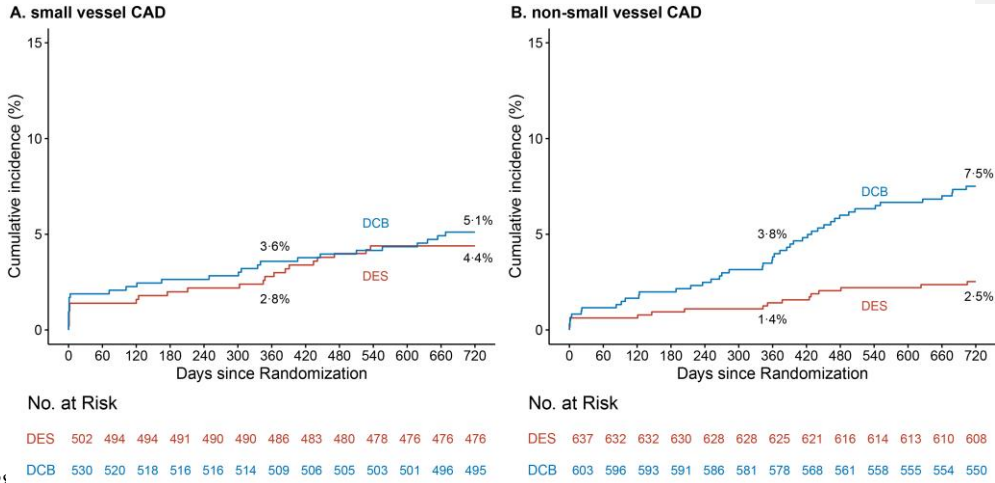 A. small vessel CAD
Cumulative incidence (%)
15
10
5
0
3·6%
2·8%
DCB
DES
5·1%
4·4%
0 60 120 180 240 300 360 420 480 540 600 660 720
Days since Randomization
No. at Risk
DES 502 494 494 491 490 490 486 483 480 478 476 476 476
DCB 530 520 518 516 516 514 509 506 505 503 501 496 495
B. non-small vessel CAD
Cumulative incidence (%)
15
10
5
0
3·8%
1·4%
DCB
DES
7·5%
2·5%
0 60 120 180 240 300 360 420 480 540 600 660 720
Days since Randomization
No. at Risk
DES 637 632 632 630 628 628 625 621 616 614 613 610 608
DCB 603 596 593 591 586 581 578 568 561 558 555 554 550